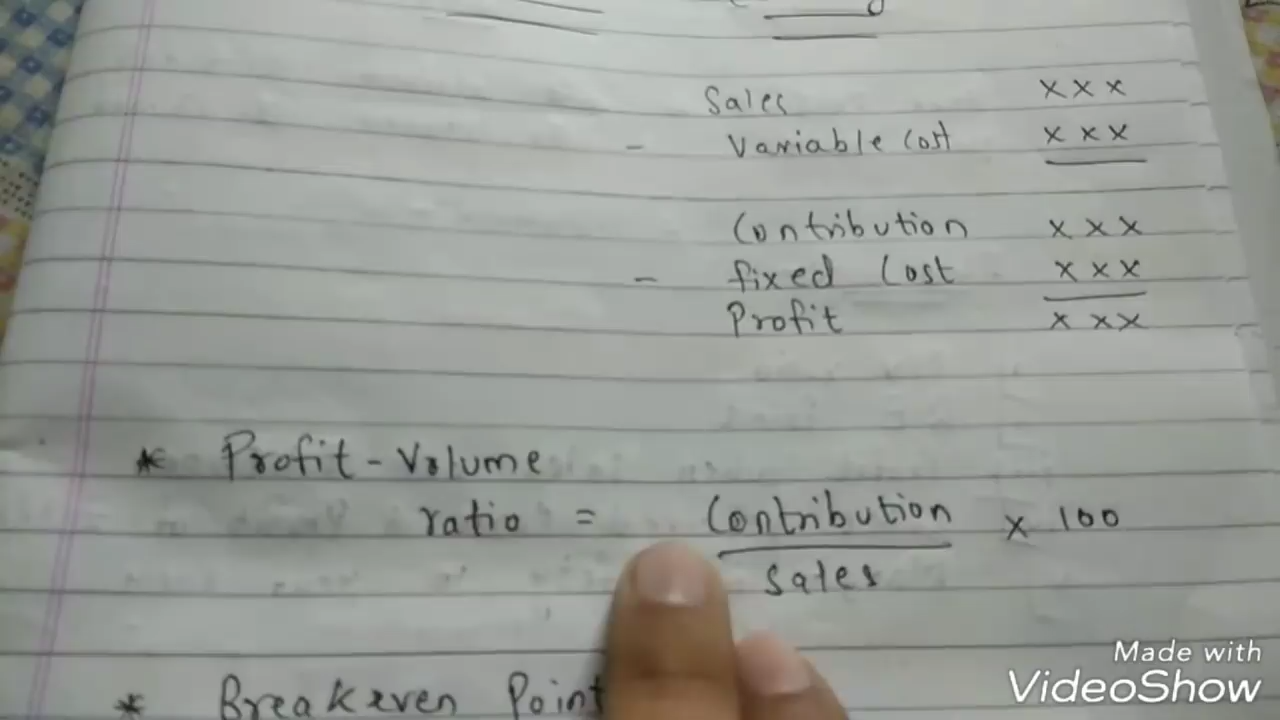 Sales xxx
- Variable Cost xxx
Contribution xxx
- fixed Cost xxx
Profit xxx
* Profit-Volume
ratio = Contribution x 100
Sales
* Breakeven Point
Made with
VideoShow